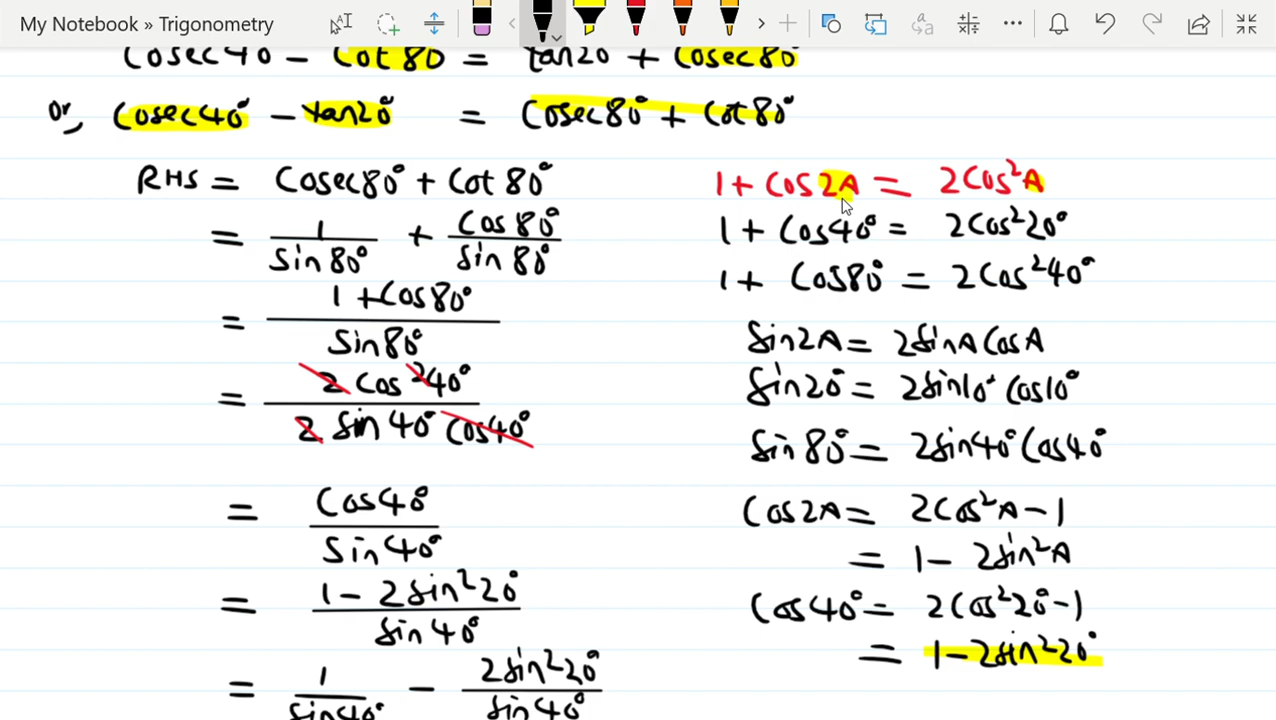 My Notebook » Trigonometry
Cosec40 - Cot 80 = tan20 + Cosec80°
Or, Cosec40° - tan20° = Cosec80° + Cot80°
RHS = Cosec80° + Cot 80°
= 1/sin80° + Cos80°/sin 80°
= (1 + Cos80°)/Sin80°
= 2 Cos²40°/2 Sin 40° Cos40°
= Cos40°/Sin40°
= (1 - 2Sin²20°)/Sin40°
= 1/sin40° - 2Sin²20°/Sin40°
1 + Cos2A = 2Cos²A
1 + Cos40° = 2Cos²20°
1 + Cos80° = 2Cos²40°
Sin2A = 2SinA CosA
Sin20° = 2Sin10° Cos10°
Sin80° = 2Sin40° Cos40°
Cos2A = 2Cos²A - 1
= 1 - 2Sin²A
Cos40° = 2Cos²20° - 1
= 1 - 2Sin²20°